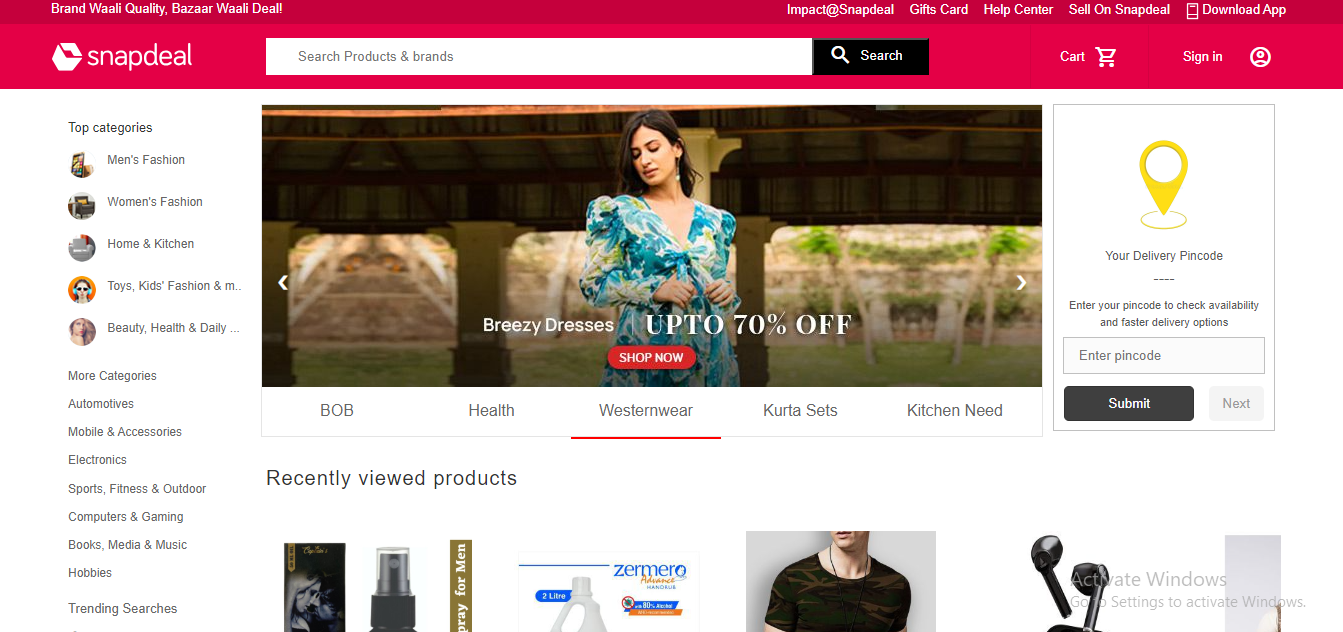 Brand Waali Quality, Bazaar Waali Deal!
Impact@Snapdeal Gifts Card Help Center Sell On Snapdeal Download App
snapdeal
Search Products & brands
Search
Cart
Sign in
Top categories
Men's Fashion
Women's Fashion
Home & Kitchen
Toys, Kids' Fashion & m..
Beauty, Health & Daily ...
More Categories
Automotives
Mobile & Accessories
Electronics
Sports, Fitness & Outdoor
Computers & Gaming
Books, Media & Music
Hobbies
Trending Searches
Breezy Dresses | UPTO 70% OFF
SHOP NOW
BOB Health Westernwear Kurta Sets Kitchen Need
Your Delivery Pincode
____
Enter your pincode to check availability
and faster delivery options
Enter pincode
Submit Next
Recently viewed products
pray for Men
zermero
Advance
HANDRUB
2 Litre
with 80% Alcohol
Activate Windows
Go to Settings to activate Windows.